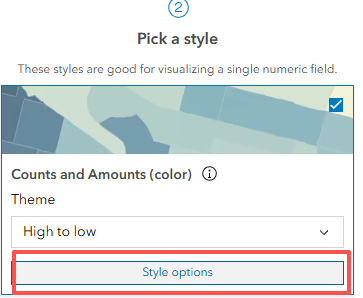 2
Pick a style
These styles are good for visualizing a single numeric field.
Counts and Amounts (color)
Theme
High to low
Style options